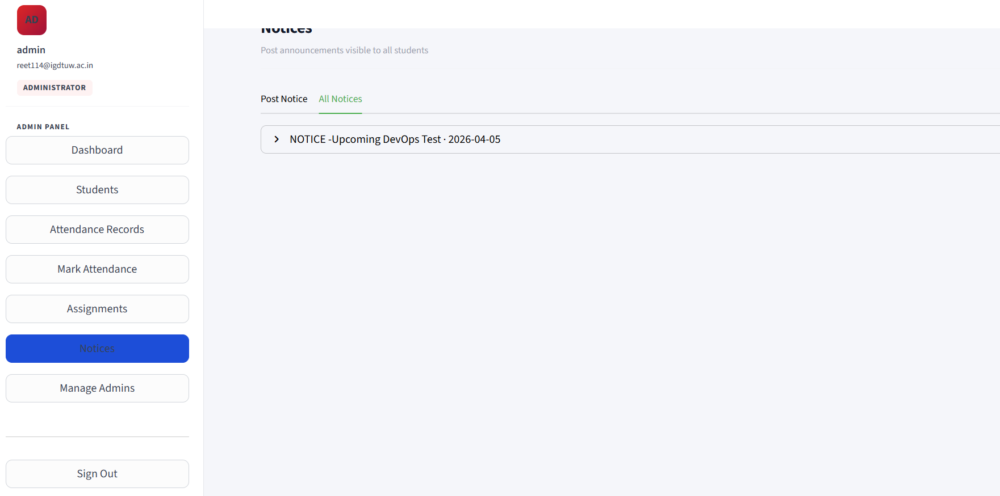 AD
admin
reet114@igdtuw.ac.in
ADMINISTRATOR
ADMIN PANEL
Dashboard
Students
Attendance Records
Mark Attendance
Assignments
Notices
Manage Admins
Sign Out
Notices
Post announcements visible to all students
Post Notice All Notices
NOTICE -Upcoming DevOps Test · 2026-04-05